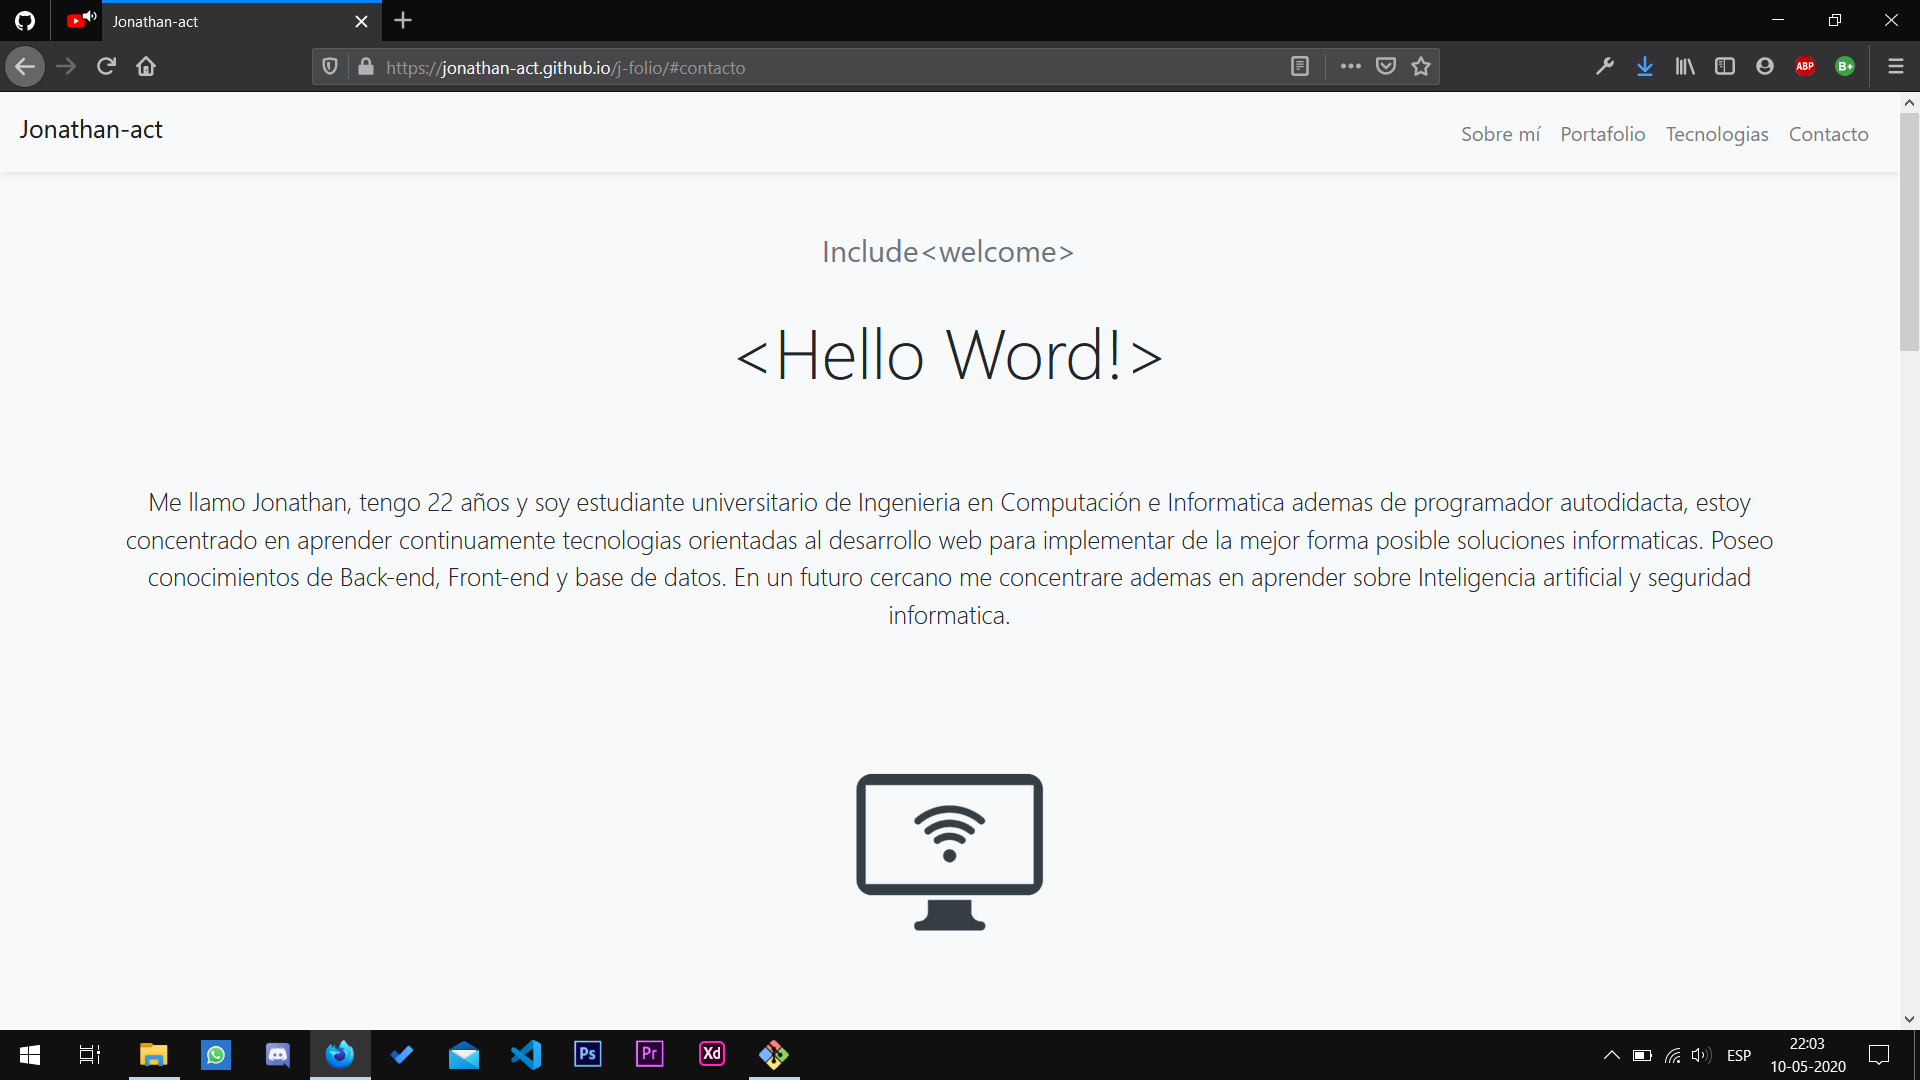 Jonathan-act
https://jonathan-act.github.io/j-folio/#contacto
ABP
B+
Jonathan-act
Sobre mí Portafolio Tecnologias Contacto
Include<welcome>
<Hello Word!>
Me llamo Jonathan, tengo 22 años y soy estudiante universitario de Ingenieria en Computación e Informatica ademas de programador autodidacta, estoy
concentrado en aprender continuamente tecnologias orientadas al desarrollo web para implementar de la mejor forma posible soluciones informaticas. Poseo
conocimientos de Back-end, Front-end y base de datos. En un futuro cercano me concentrare ademas en aprender sobre Inteligencia artificial y seguridad
informatica.
Ps
Pr
Xd
ESP
22:03
10-05-2020